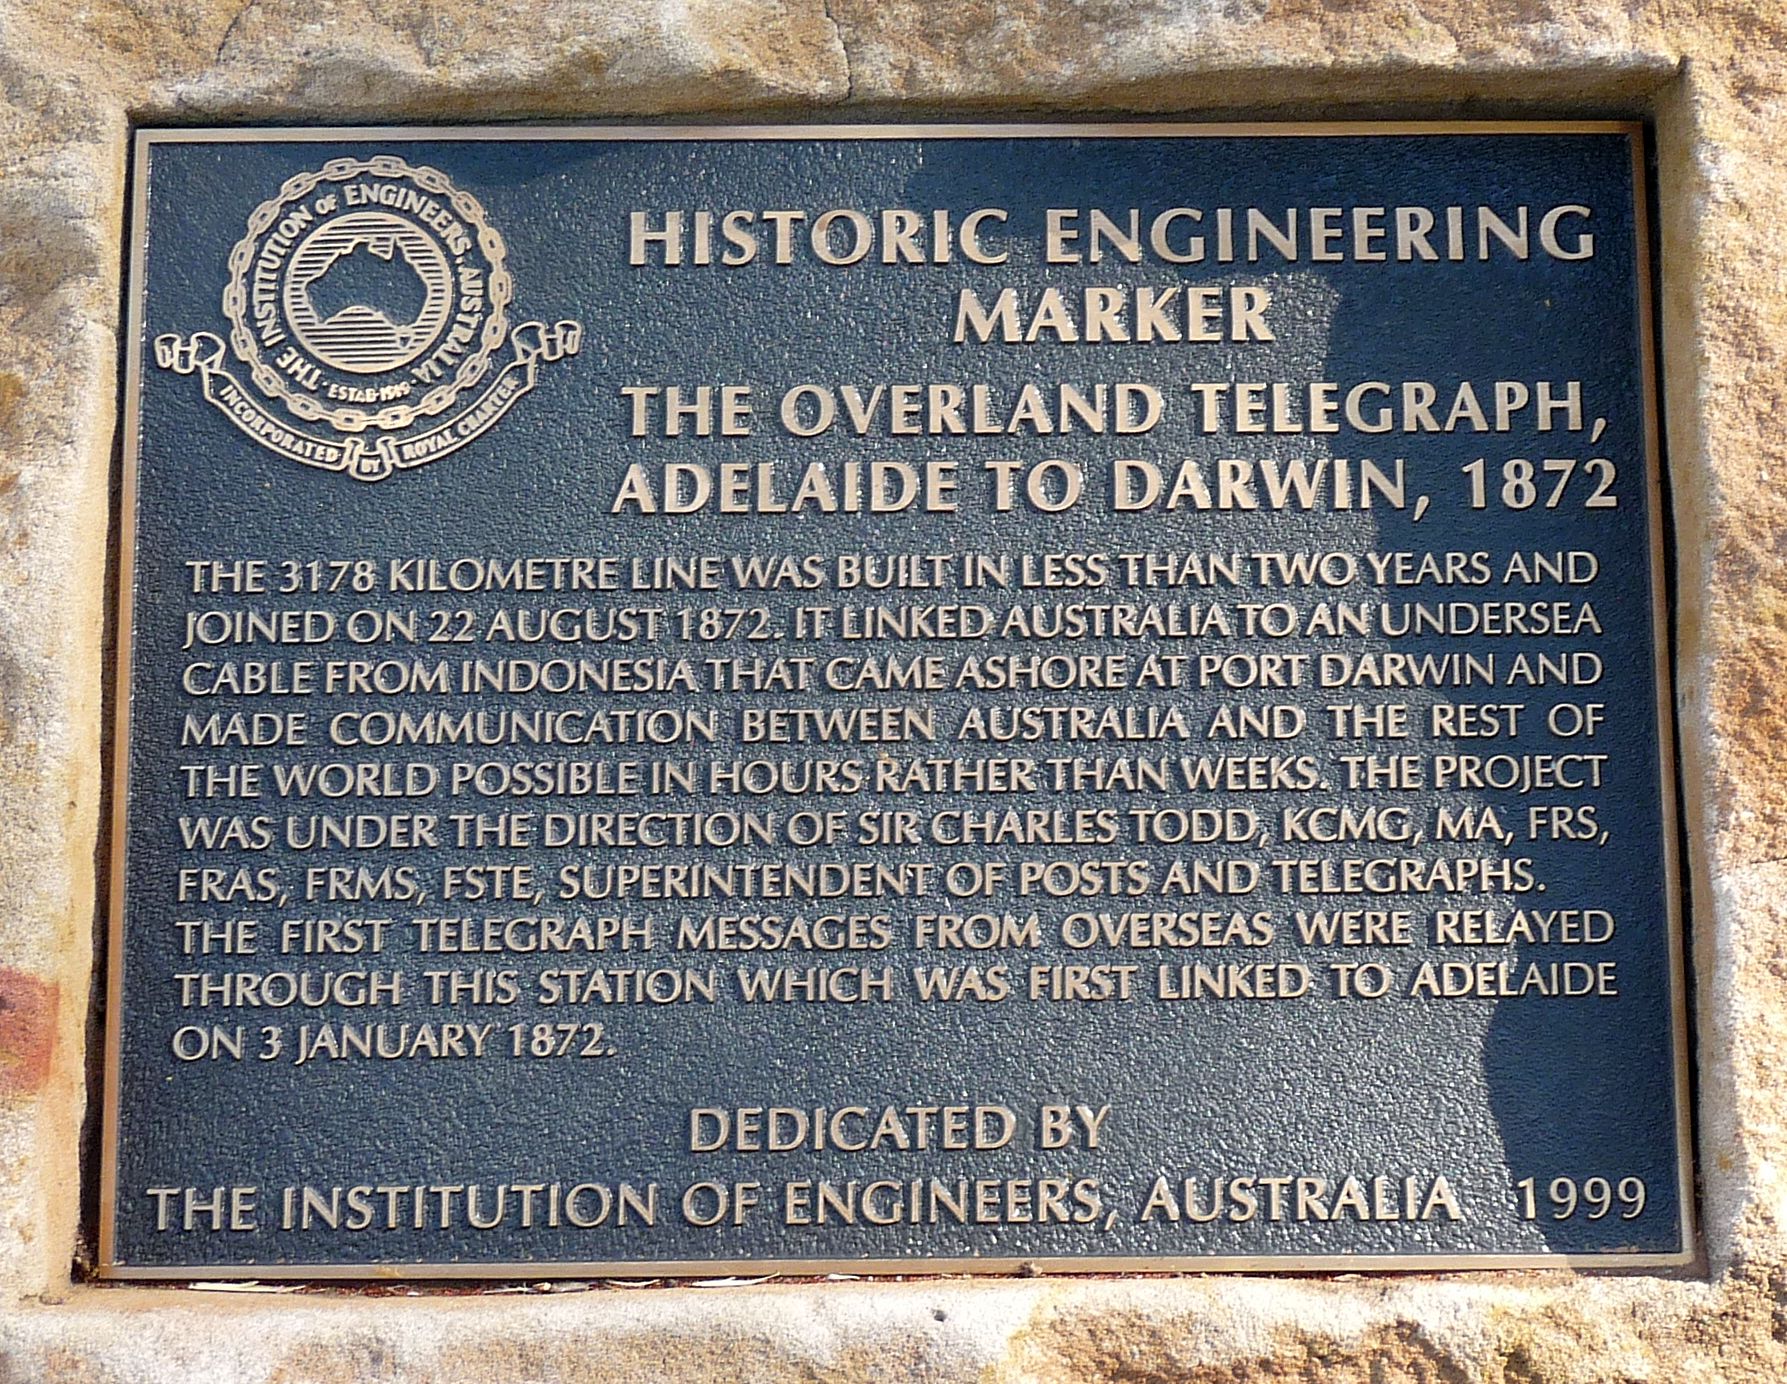 THE INSTITUTION OF ENGINEERS, AUSTRALIA
ESTAB. 1919
INCORPORATED BY ROYAL CHARTER
HISTORIC ENGINEERING
MARKER
THE OVERLAND TELEGRAPH,
ADELAIDE TO DARWIN, 1872
THE 3178 KILOMETRE LINE WAS BUILT IN LESS THAN TWO YEARS AND
JOINED ON 22 AUGUST 1872. IT LINKED AUSTRALIA TO AN UNDERSEA
CABLE FROM INDONESIA THAT CAME ASHORE AT PORT DARWIN AND
MADE COMMUNICATION BETWEEN AUSTRALIA AND THE REST OF
THE WORLD POSSIBLE IN HOURS RATHER THAN WEEKS. THE PROJECT
WAS UNDER THE DIRECTION OF SIR CHARLES TODD, KCMG, MA, FRS,
FRAS, FRMS, FSTE, SUPERINTENDENT OF POSTS AND TELEGRAPHS.
THE FIRST TELEGRAPH MESSAGES FROM OVERSEAS WERE RELAYED
THROUGH THIS STATION WHICH WAS FIRST LINKED TO ADELAIDE
ON 3 JANUARY 1872.
DEDICATED BY
THE INSTITUTION OF ENGINEERS, AUSTRALIA 1999